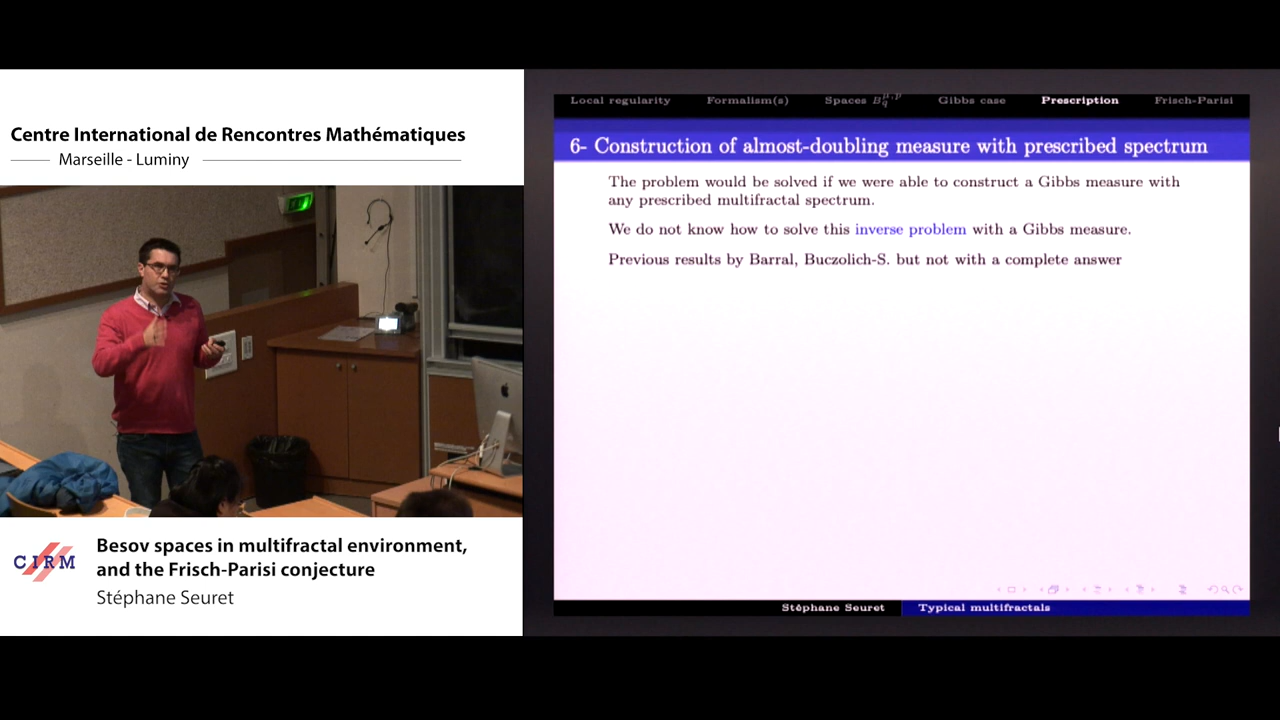 Centre International de Rencontres Mathématiques
Marseille - Luminy
CIRM
Besov spaces in multifractal environment,
and the Frisch-Parisi conjecture
Stéphane Seuret
Local regularity Formalism(s) Spaces B_q^{μ,p} Gibbs case Prescription Frisch-Parisi
6- Construction of almost-doubling measure with prescribed spectrum
The problem would be solved if we were able to construct a Gibbs measure with
any prescribed multifractal spectrum.
We do not know how to solve this inverse problem with a Gibbs measure.
Previous results by Barral, Buczolich-S. but not with a complete answer
Stéphane Seuret Typical multifractals